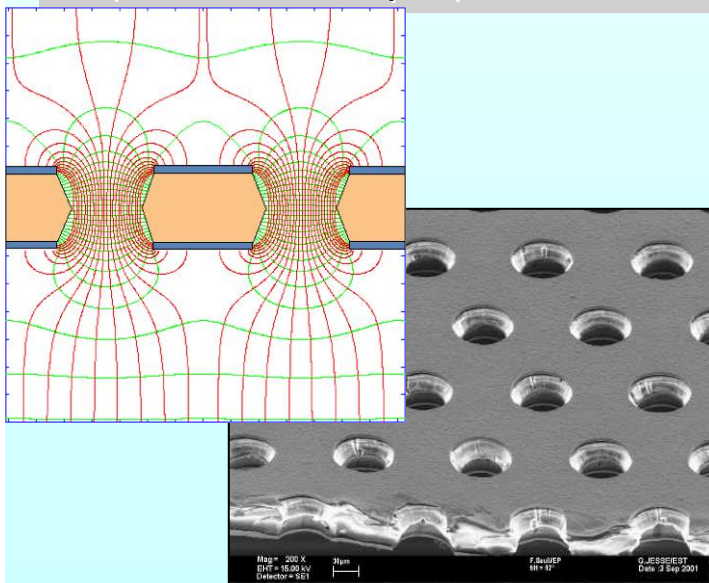 Mag = 200 X
30µm
F.Sauli/EP
G.JESSE/EST
EHT = 15.00 kV
Date :3 Sep 2001
Detector = SE1